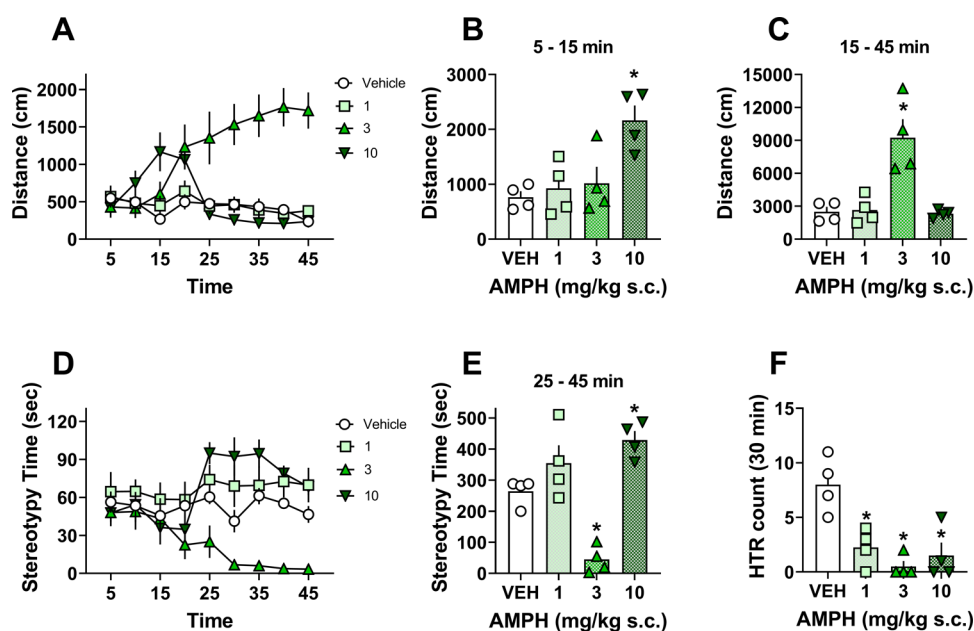 A
Distance (cm)
2000
1500
1000
500
0
5 15 25 35 45
Time
Vehicle
1
3
10
B
5 - 15 min
Distance (cm)
3000
2000
1000
0
*
VEH 1 3 10
AMPH (mg/kg s.c.)
C
15 - 45 min
Distance (cm)
15000
12000
9000
6000
3000
0
*
VEH 1 3 10
AMPH (mg/kg s.c.)
D
Stereotypy Time (sec)
120
90
60
30
0
5 15 25 35 45
Time
Vehicle
1
3
10
E
25 - 45 min
Stereotypy Time (sec)
500
400
300
200
100
0
* *
VEH 1 3 10
AMPH (mg/kg s.c.)
F
HTR count (30 min)
15
10
5
0
* * *
VEH 1 3 10
AMPH (mg/kg s.c.)